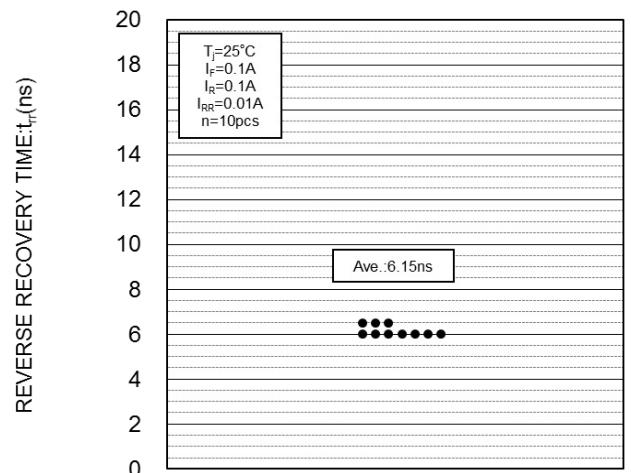 REVERSE RECOVERY TIME:trr(ns)
20
18
16
14
12
10
8
6
4
2
0
Tj=25°C
IF=0.1A
IR=0.1A
IRR=0.01A
n=10pcs
Ave.:6.15ns